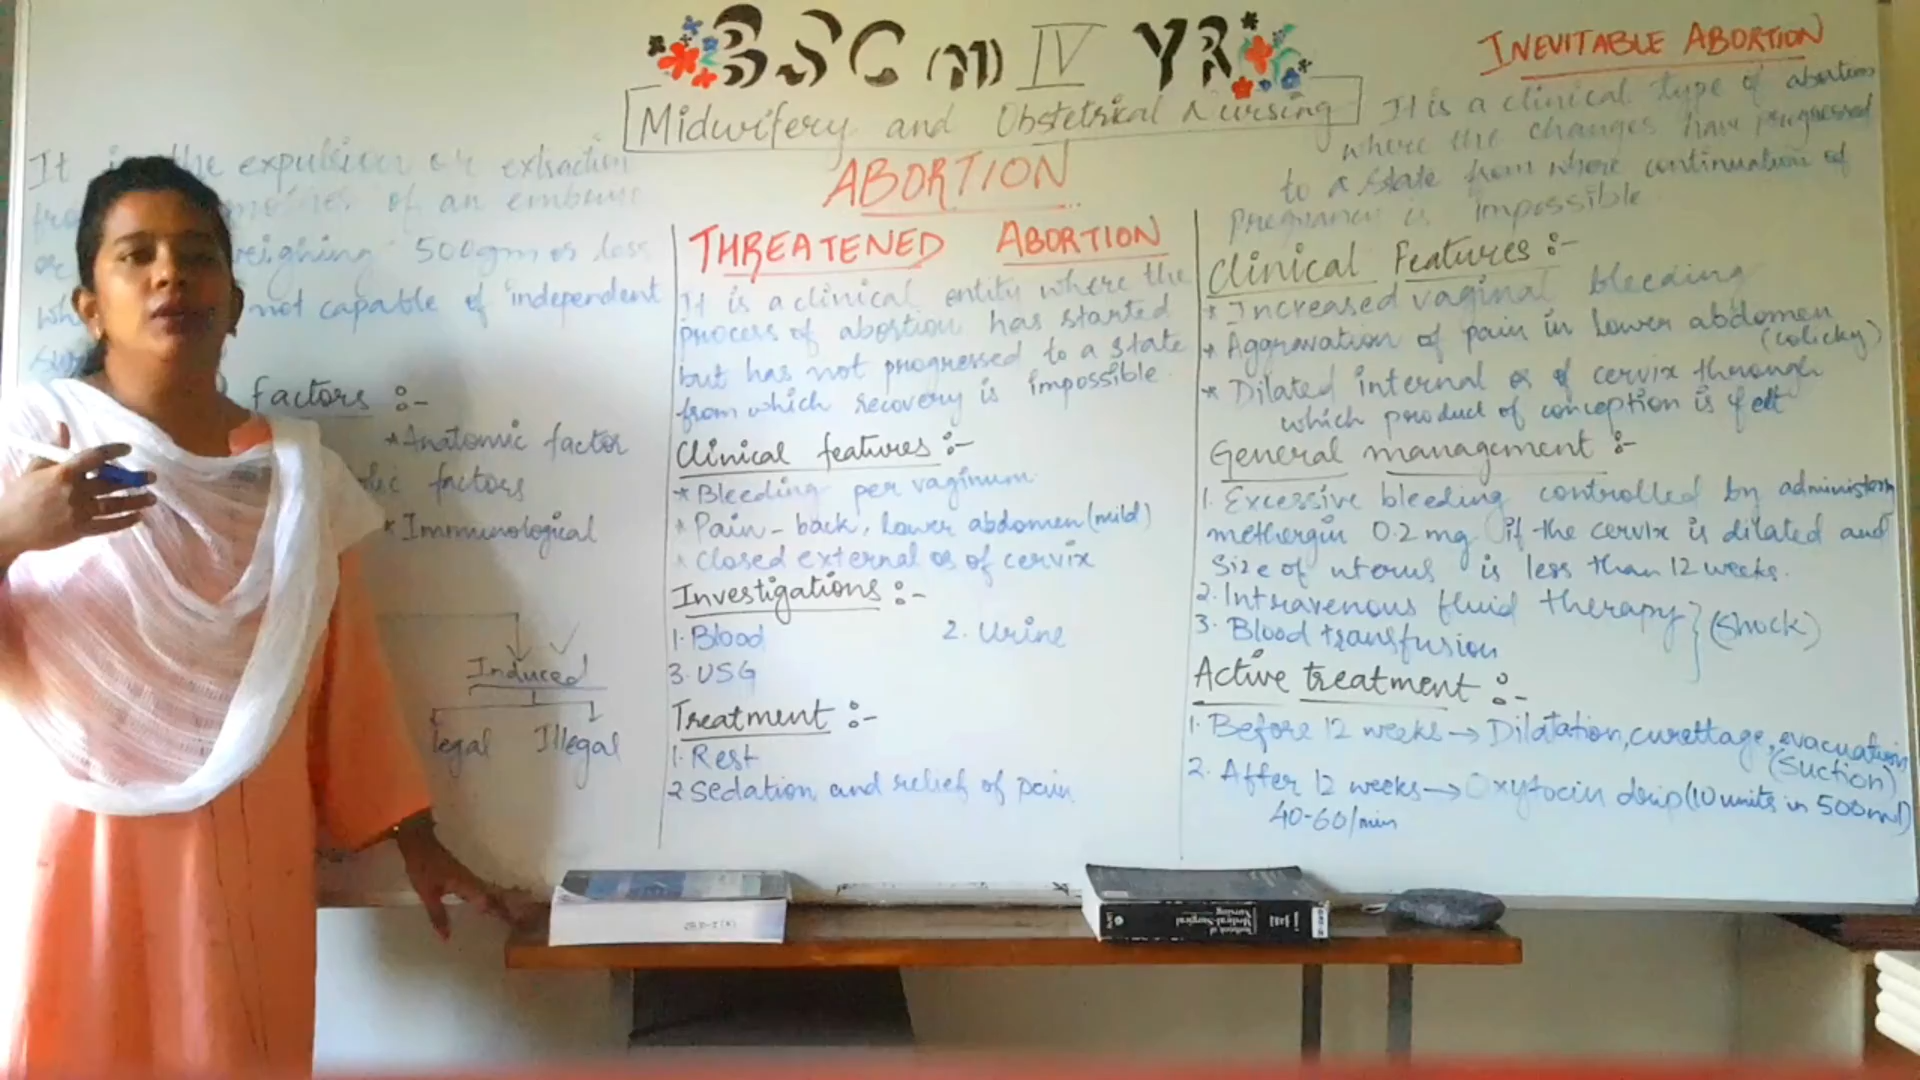 BSC (N) IV YR
Midwifery and Obstetrical Nursing
ABORTION
It is the expulsion or extraction
of an embryo
weighing 500gm or less
not capable of independent
factors :-
*Anatomic factor
factors
*Immunological
Induced
legal Illegal
THREATENED ABORTION
It is a clinical entity where the
process of abortion has started
but has not progressed to a state
from which recovery is impossible.
Clinical features :-
*Bleeding per vaginum.
*Pain - back, lower abdomen (mild)
*Closed external os of cervix
Investigations :-
1. Blood 2. Urine
3. USG
Treatment :-
1. Rest
2 Sedation and relief of pain
INEVITABLE ABORTION
It is a clinical type of abortion
where the changes have progressed
to a state from where continuation of
Pregnancy is impossible
Clinical Features :-
*Increased vaginal bleeding
*Aggravation of pain in lower abdomen
(colicky)
*Dilated internal os of cervix through
which product of conception is felt
General management :-
1. Excessive bleeding controlled by
methergin 0.2 mg if the cervix is dilated and
Size of uterus is less than 12 weeks.
2. Intravenous fluid therapy
3. Blood transfusion
(Shock)
Active treatment :-
1. Before 12 weeks → Dilatation, curettage, evacuation
(Suction)
2. After 12 weeks → Oxytocin drip (10 units in 500ml)
40-60/min
Textbook of
Medical-Surgical
Nursing